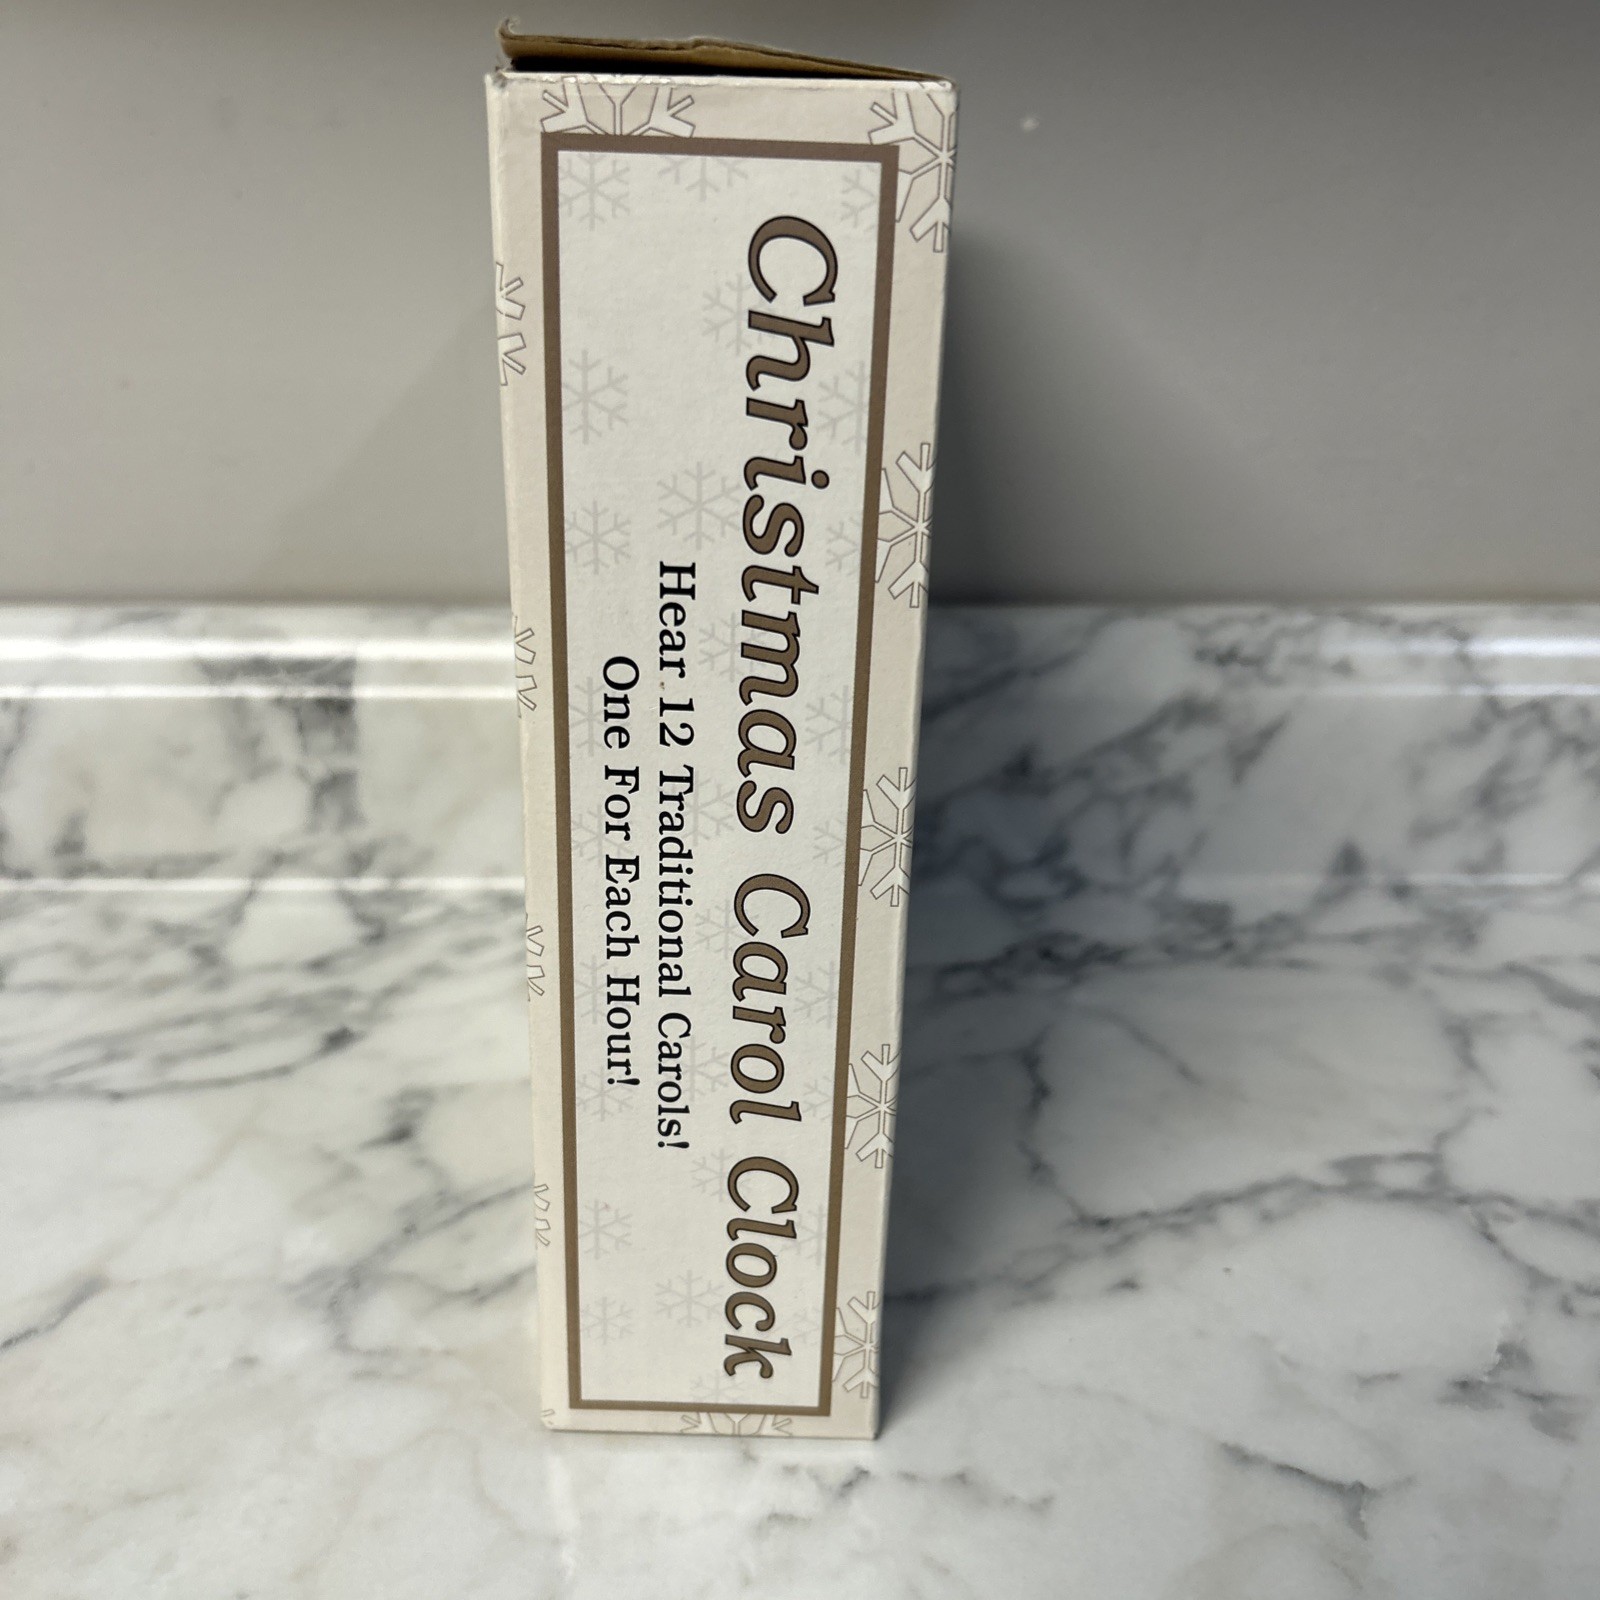 Christmas Carol Clock
Hear 12 Traditional Carols!
One For Each Hour!